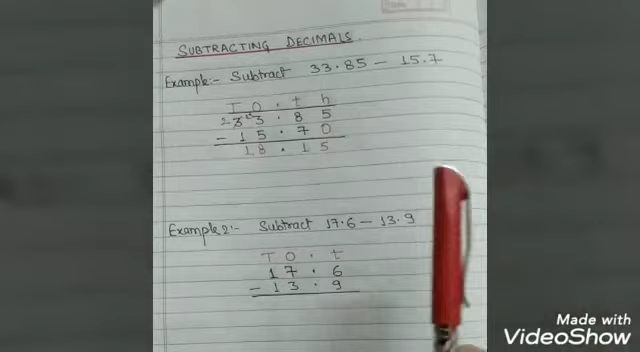 SUBTRACTING DECIMALS.
Example:- Subtract 33.85 - 15.7
T O . t h
2 3 13 . 8 5
- 1 5 . 7 0
1 8 . 1 5
Example 2:- Subtract 17.6 - 13.9
T O . t
1 7 . 6
- 1 3 . 9
Made with
VideoShow